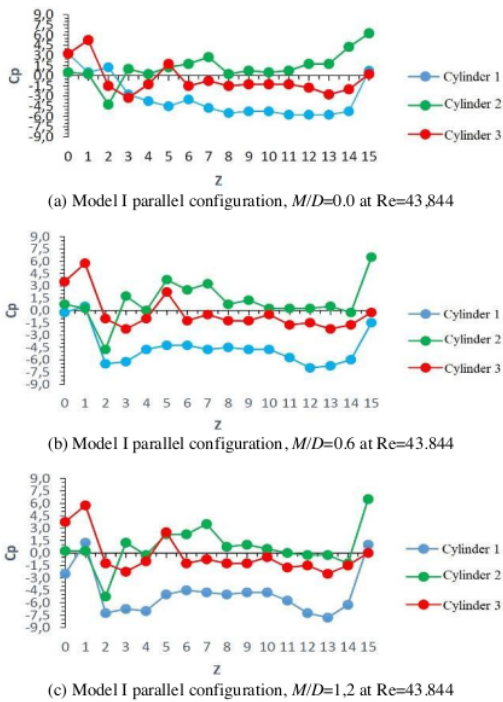 9,0
7,5
6,0
4,5
3,0
1,5
0,0
-1,5
-3,0
-4,5
-6,0
-7,5
-9,0
Cp
0 1 2 3 4 5 6 7 8 9 10 11 12 13 14 15
Z
Cylinder 1
Cylinder 2
Cylinder 3
(a) Model I parallel configuration, M/D=0.0 at Re=43,844
9,0
7,5
6,0
4,5
3,0
1,5
0,0
-1,5
-3,0
-4,5
-6,0
-7,5
-9,0
Cp
0 1 2 3 4 5 6 7 8 9 10 11 12 13 14 15
Z
Cylinder 1
Cylinder 2
Cylinder 3
(b) Model I parallel configuration, M/D=0.6 at Re=43.844
9,0
7,5
6,0
4,5
3,0
1,5
0,0
-1,5
-3,0
-4,5
-6,0
-7,5
-9,0
Cp
0 1 2 3 4 5 6 7 8 9 10 11 12 13 14 15
Z
Cylinder 1
Cylinder 2
Cylinder 3
(c) Model I parallel configuration, M/D=1,2 at Re=43.844